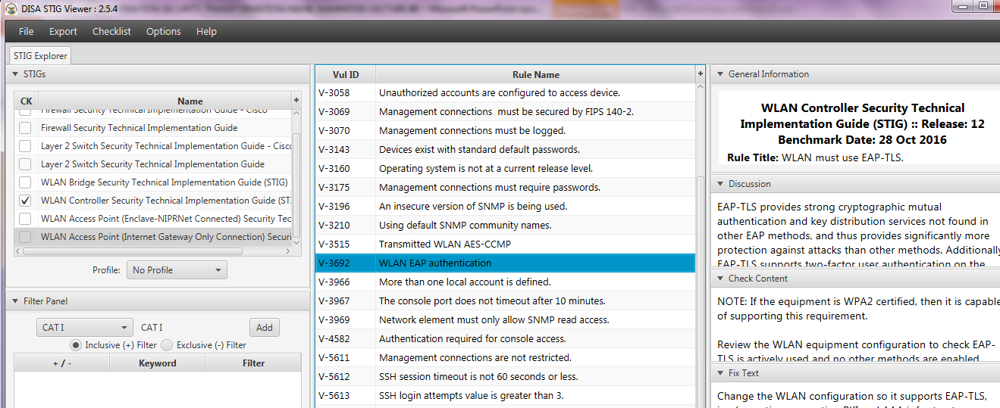 DISA STIG Viewer : 2.5.4
File Export Checklist Options Help
STIG Explorer
STIGs
CK Name +
Firewall Security Technical Implementation Guide - Cisco
Firewall Security Technical Implementation Guide
Layer 2 Switch Security Technical Implementation Guide - Cisc
Layer 2 Switch Security Technical Implementation Guide
WLAN Bridge Security Technical Implementation Guide (STIG)
WLAN Controller Security Technical Implementation Guide (STI
WLAN Access Point (Enclave-NIPRNet Connected) Security Tec
WLAN Access Point (Internet Gateway Only Connection) Securi
Profile: No Profile
Filter Panel
CAT I CAT I Add
Inclusive (+) Filter Exclusive (-) Filter
+ / - Keyword Filter
Vul ID Rule Name +
V-3058 Unauthorized accounts are configured to access device.
V-3069 Management connections must be secured by FIPS 140-2.
V-3070 Management connections must be logged.
V-3143 Devices exist with standard default passwords.
V-3160 Operating system is not at a current release level.
V-3175 Management connections must require passwords.
V-3196 An insecure version of SNMP is being used.
V-3210 Using default SNMP community names.
V-3515 Transmitted WLAN AES-CCMP
V-3692 WLAN EAP authentication
V-3966 More than one local account is defined.
V-3967 The console port does not timeout after 10 minutes.
V-3969 Network element must only allow SNMP read access.
V-4582 Authentication required for console access.
V-5611 Management connections are not restricted.
V-5612 SSH session timeout is not 60 seconds or less.
V-5613 SSH login attempts value is greater than 3.
General Information
WLAN Controller Security Technical
Implementation Guide (STIG) :: Release: 12
Benchmark Date: 28 Oct 2016
Rule Title: WLAN must use EAP-TLS.
Discussion
EAP-TLS provides strong cryptographic mutual
authentication and key distribution services not found in
other EAP methods, and thus provides significantly more
protection against attacks than other methods. Additionally
EAP-TLS supports two-factor user authentication on the
Check Content
NOTE: If the equipment is WPA2 certified, then it is capable
of supporting this requirement.
Review the WLAN equipment configuration to check EAP-
TLS is actively used and no other methods are enabled
Fix Text
Change the WLAN configuration so it supports EAP-TLS,